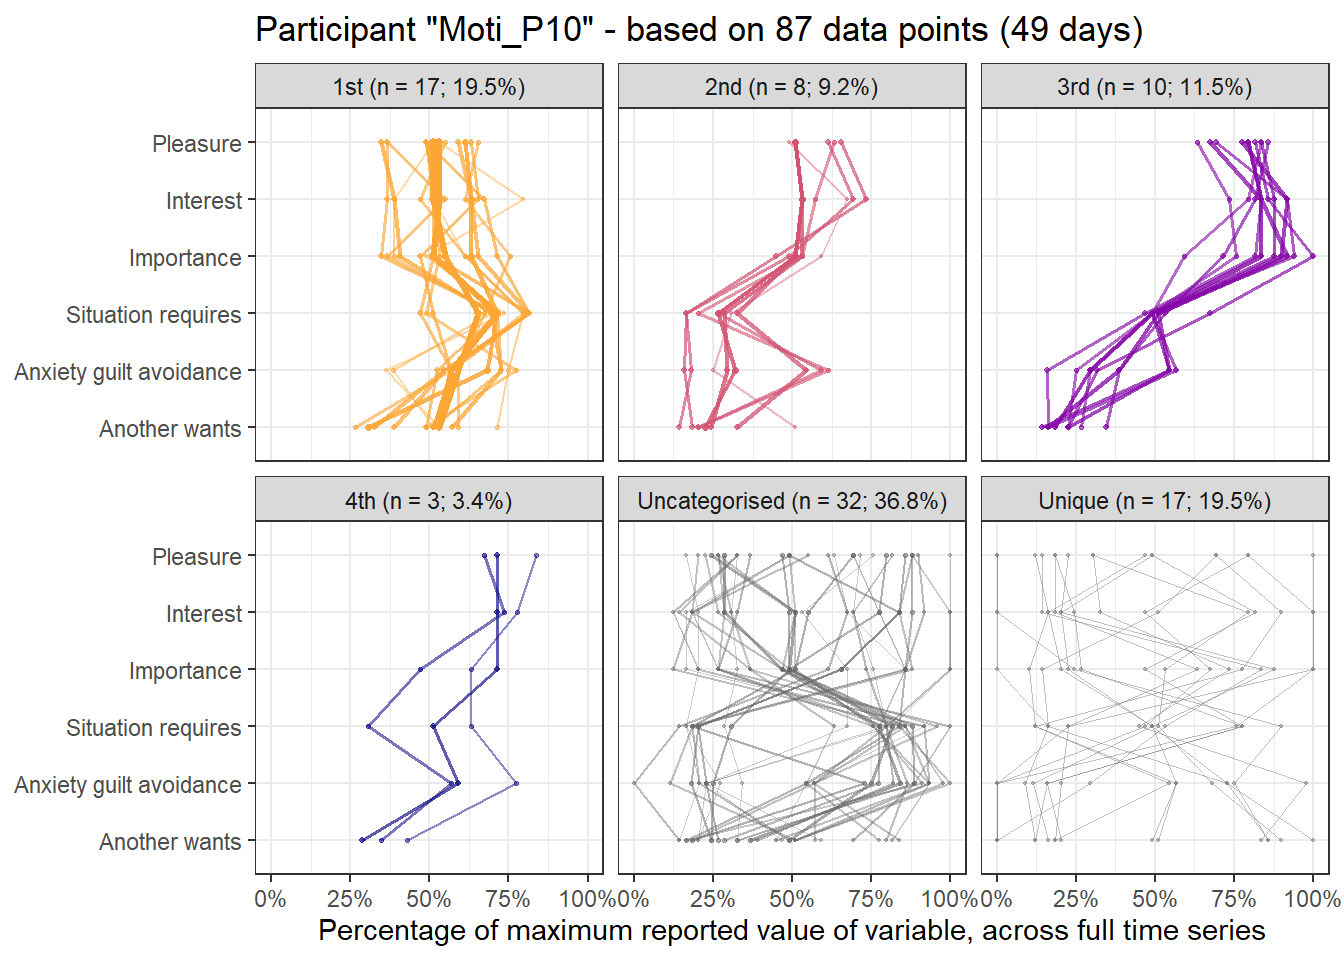 Participant "Moti_P10" - based on 87 data points (49 days)
1st (n = 17; 19.5%)
2nd (n = 8; 9.2%)
3rd (n = 10; 11.5%)
Pleasure
Interest
Importance
Situation requires
Anxiety guilt avoidance
Another wants
4th (n = 3; 3.4%)
Uncategorised (n = 32; 36.8%)
Unique (n = 17; 19.5%)
Pleasure
Interest
Importance
Situation requires
Anxiety guilt avoidance
Another wants
0% 25% 50% 75% 100%
0% 25% 50% 75% 100%
0% 25% 50% 75% 100%
Percentage of maximum reported value of variable, across full time series